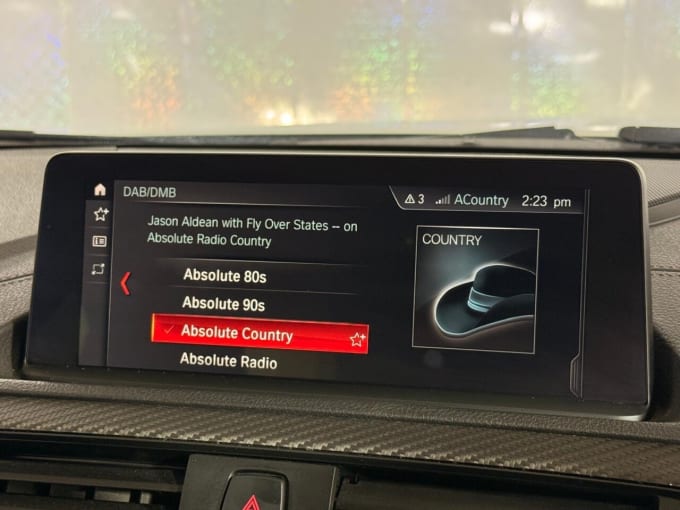 DAB/DMB
3 ACountry 2:23 pm
Jason Aldean with Fly Over States -- on
Absolute Radio Country
COUNTRY
Absolute 80s
Absolute 90s
Absolute Country
Absolute Radio